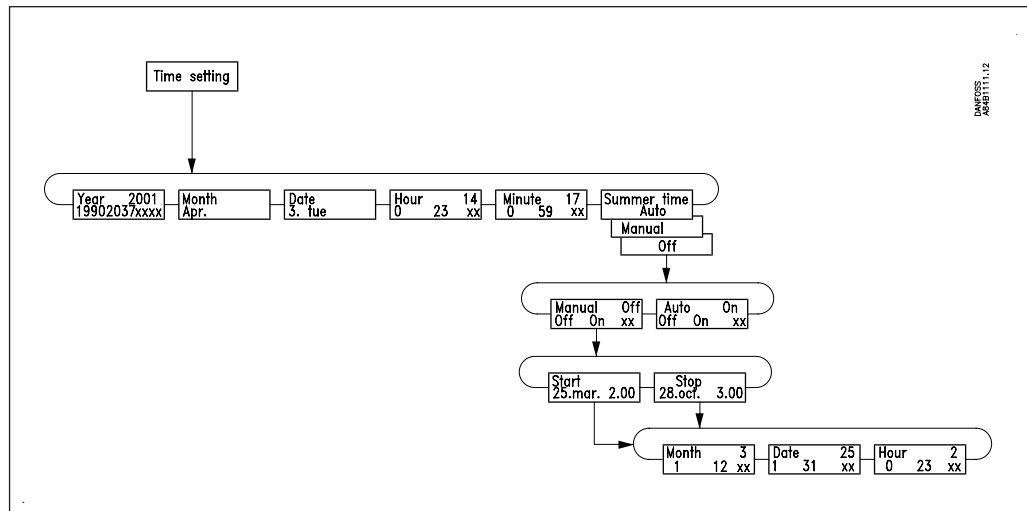 Time setting
DANFOSS
A84B1111.12
Year 2001
19902037xxxx
Month
Apr.
Date
3. tue
Hour 14
0 23 xx
Minute 17
0 59 xx
Summer time
Auto
Manual
Off
Manual Off
Off On xx
Auto On
Off On xx
Start
25.mar. 2.00
Stop
28.oct. 3.00
Month 3
1 12 xx
Date 25
1 31 xx
Hour 2
0 23 xx